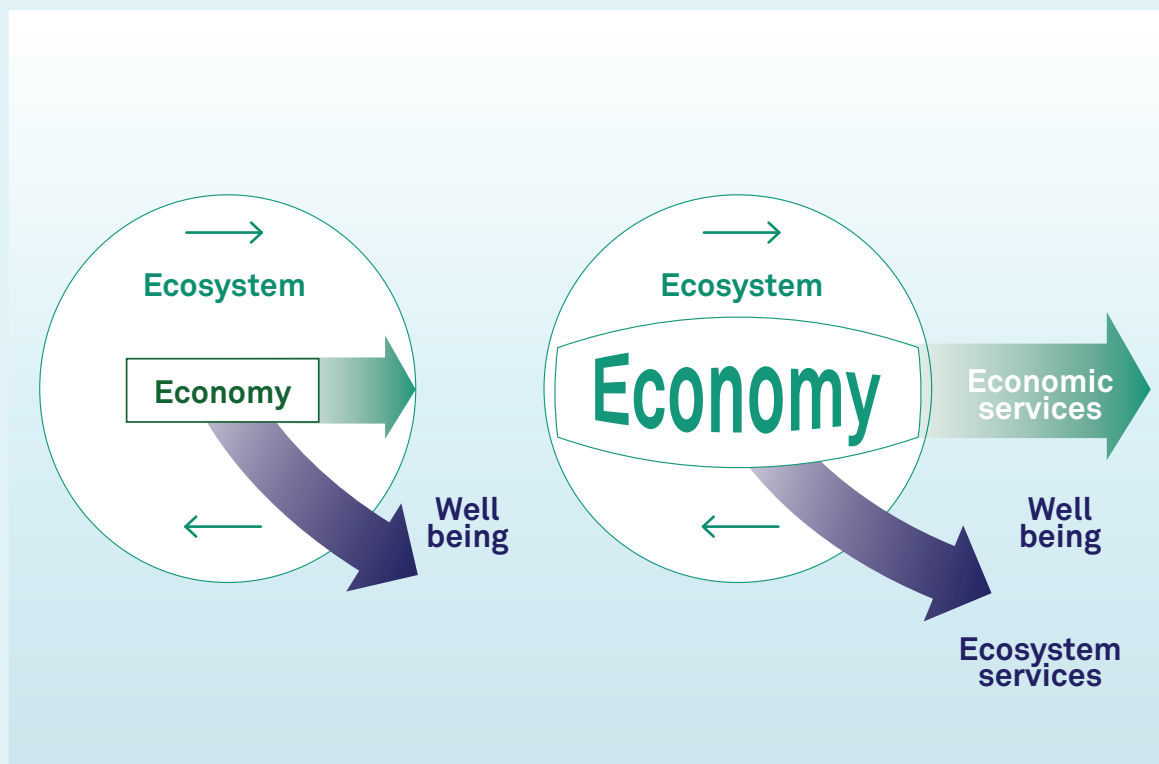 Ecosystem
Economy
Well
being
Ecosystem
Economy
Economic
services
Well
being
Ecosystem
services